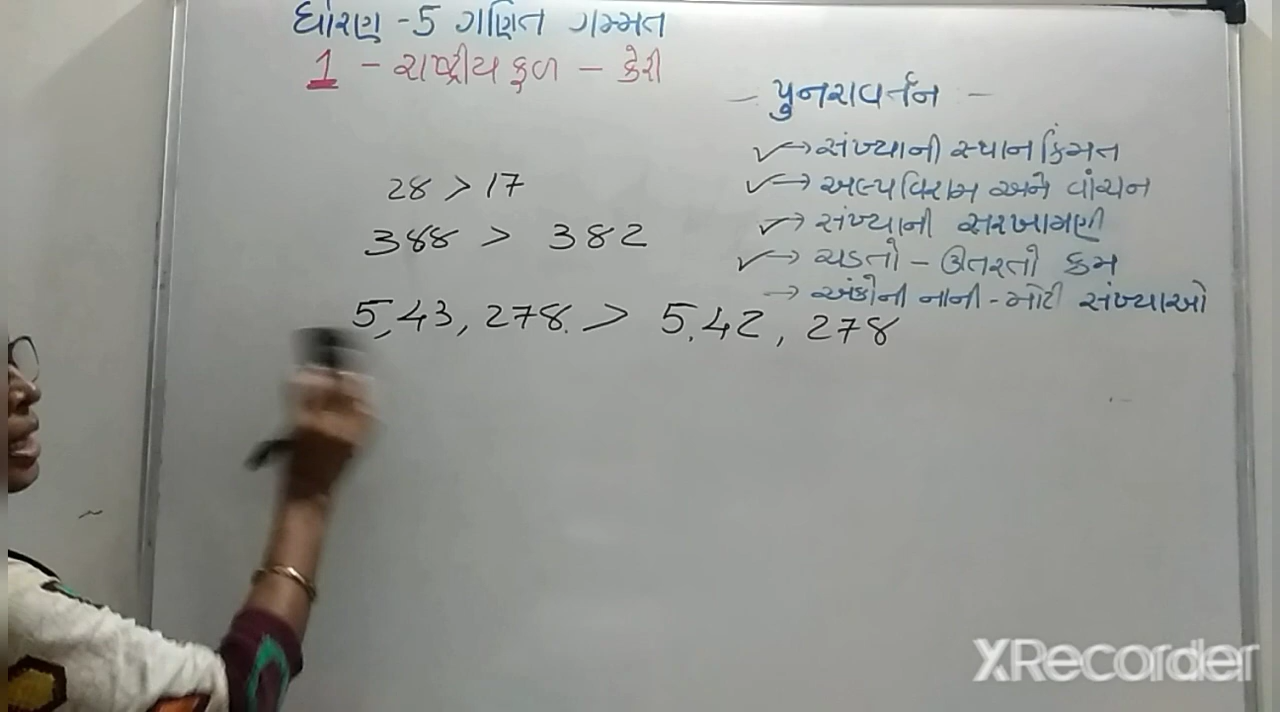 ધોરણ - 5 ગણિત ગમ્મત
1 - રાષ્ટ્રીય ફળ - કેરી
28 > 17
388 > 382
5,43,278. > 5,42,278
- પુનરાવર્તન -
✓→ સંખ્યાની સ્થાન કિંમત
✓→ અલ્પવિરામ અને વાંચન
✓→ સંખ્યાની સરખામણી
✓→ ચડતો - ઊતરતો ક્રમ
→ અંકોની નાની - મોટી સંખ્યાઓ
XRecorder